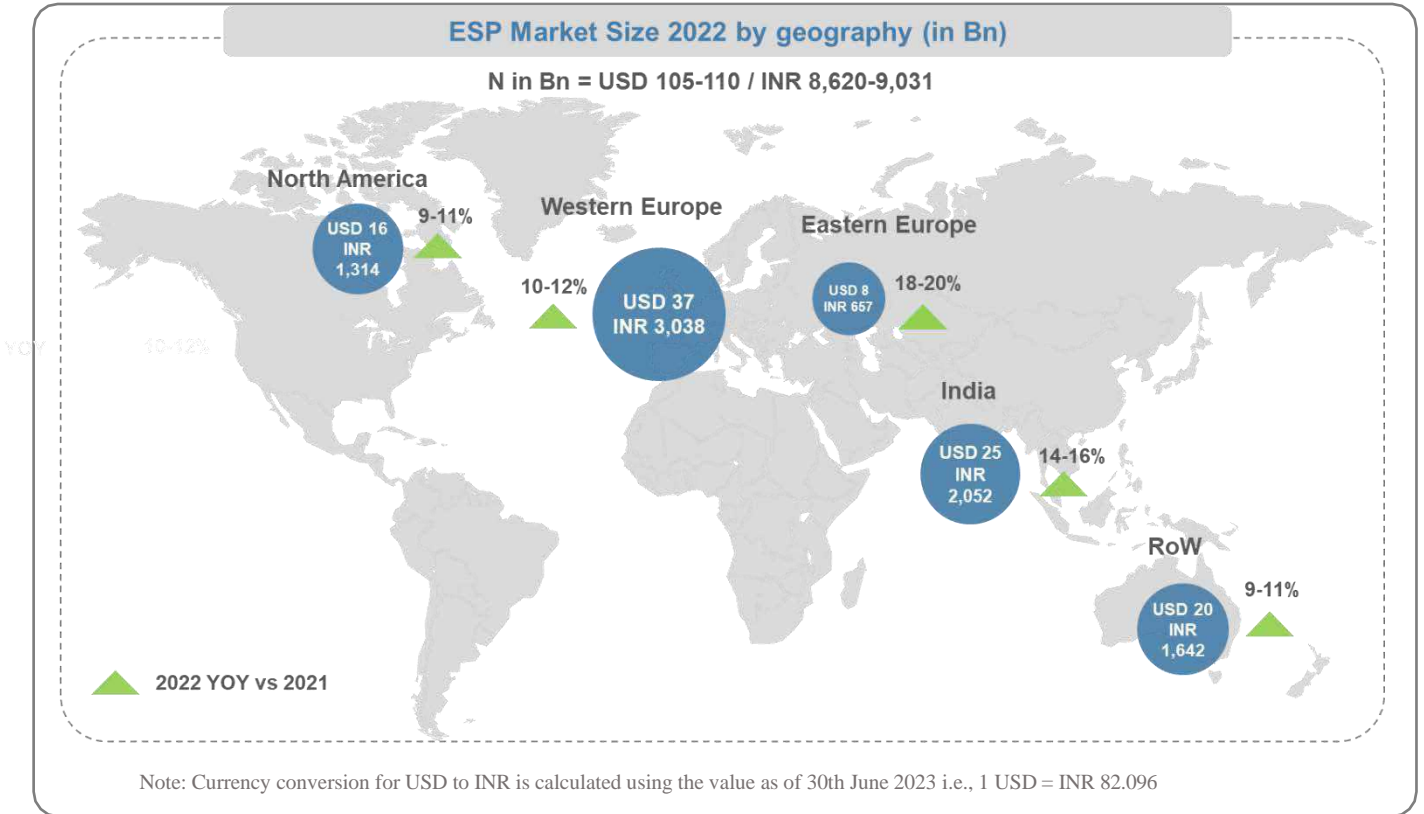 ESP Market Size 2022 by geography (in Bn)
N in Bn = USD 105-110 / INR 8,620-9,031
North America
USD 16
INR
1,314
9-11%
Western Europe
10-12%
USD 37
INR 3,038
Eastern Europe
USD 8
INR 657
18-20%
YOY
10-12%
India
USD 25
INR
2,052
14-16%
RoW
USD 20
INR
1,642
9-11%
2022 YOY vs 2021
Note: Currency conversion for USD to INR is calculated using the value as of 30th June 2023 i.e., 1 USD = INR 82.096